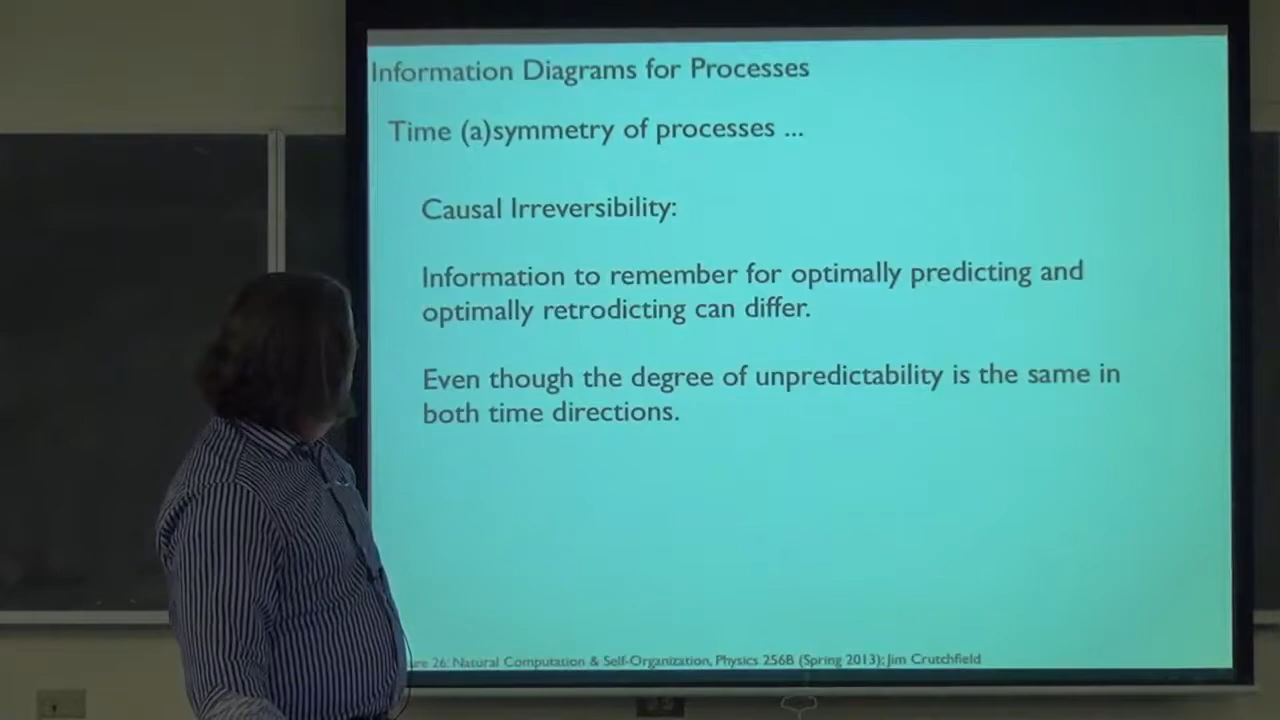 Information Diagrams for Processes
Time (a)symmetry of processes ...
Causal Irreversibility:
Information to remember for optimally predicting and
optimally retrodicting can differ.
Even though the degree of unpredictability is the same in
both time directions.
26: Natural Computation & Self-Organization, Physics 256B (Spring 2013); Jim Crutchfield